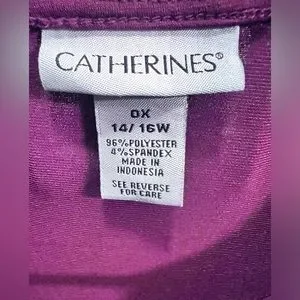 CATHERINES®
0X
14/16W
96%POLYESTER
4%SPANDEX
MADE IN
INDONESIA
SEE REVERSE
FOR CARE